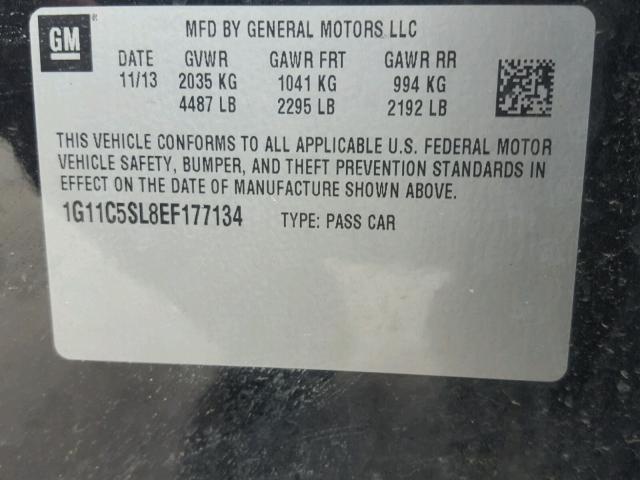 GM ®
MFD BY GENERAL MOTORS LLC
DATE GVWR GAWR FRT GAWR RR
11/13 2035 KG 1041 KG 994 KG
4487 LB 2295 LB 2192 LB
THIS VEHICLE CONFORMS TO ALL APPLICABLE U.S. FEDERAL MOTOR
VEHICLE SAFETY, BUMPER, AND THEFT PREVENTION STANDARDS IN
EFFECT ON THE DATE OF MANUFACTURE SHOWN ABOVE.
1G11C5SL8EF177134 TYPE: PASS CAR